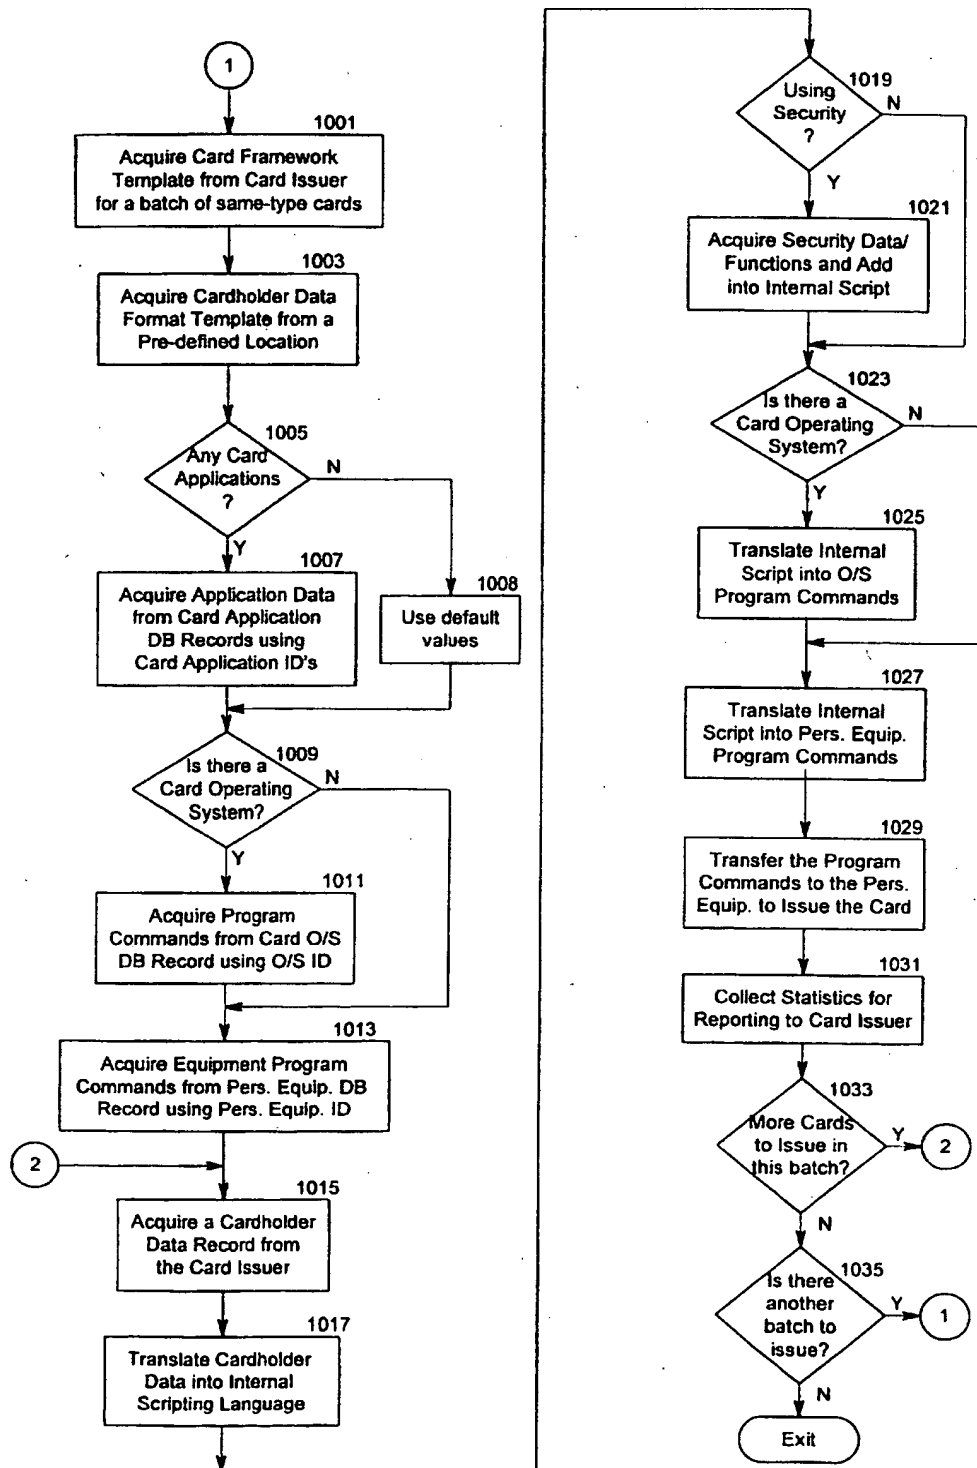 1
1001
Acquire Card Framework
Template from Card Issuer
for a batch of same-type cards
1003
Acquire Cardholder Data
Format Template from a
Pre-defined Location
1005
Any Card
Applications
?
N
Y
1007
Acquire Application Data
from Card Application
DB Records using
Card Application ID's
1008
Use default
values
1009
Is there a
Card Operating
System?
N
Y
1011
Acquire Program
Commands from Card O/S
DB Record using O/S ID
1013
Acquire Equipment Program
Commands from Pers. Equip. DB
Record using Pers. Equip. ID
2
1015
Acquire a Cardholder
Data Record from
the Card Issuer
1017
Translate Cardholder
Data into Internal
Scripting Language
1019
Using
Security
?
N
Y
1021
Acquire Security Data/
Functions and Add
into Internal Script
1023
Is there a
Card Operating
System?
N
Y
1025
Translate Internal
Script into O/S
Program Commands
1027
Translate Internal
Script into Pers. Equip.
Program Commands
1029
Transfer the Program
Commands to the Pers.
Equip. to Issue the Card
1031
Collect Statistics for
Reporting to Card Issuer
1033
More Cards
to Issue in
this batch?
Y
2
N
1035
Is there
another
batch to
issue?
Y
1
N
Exit